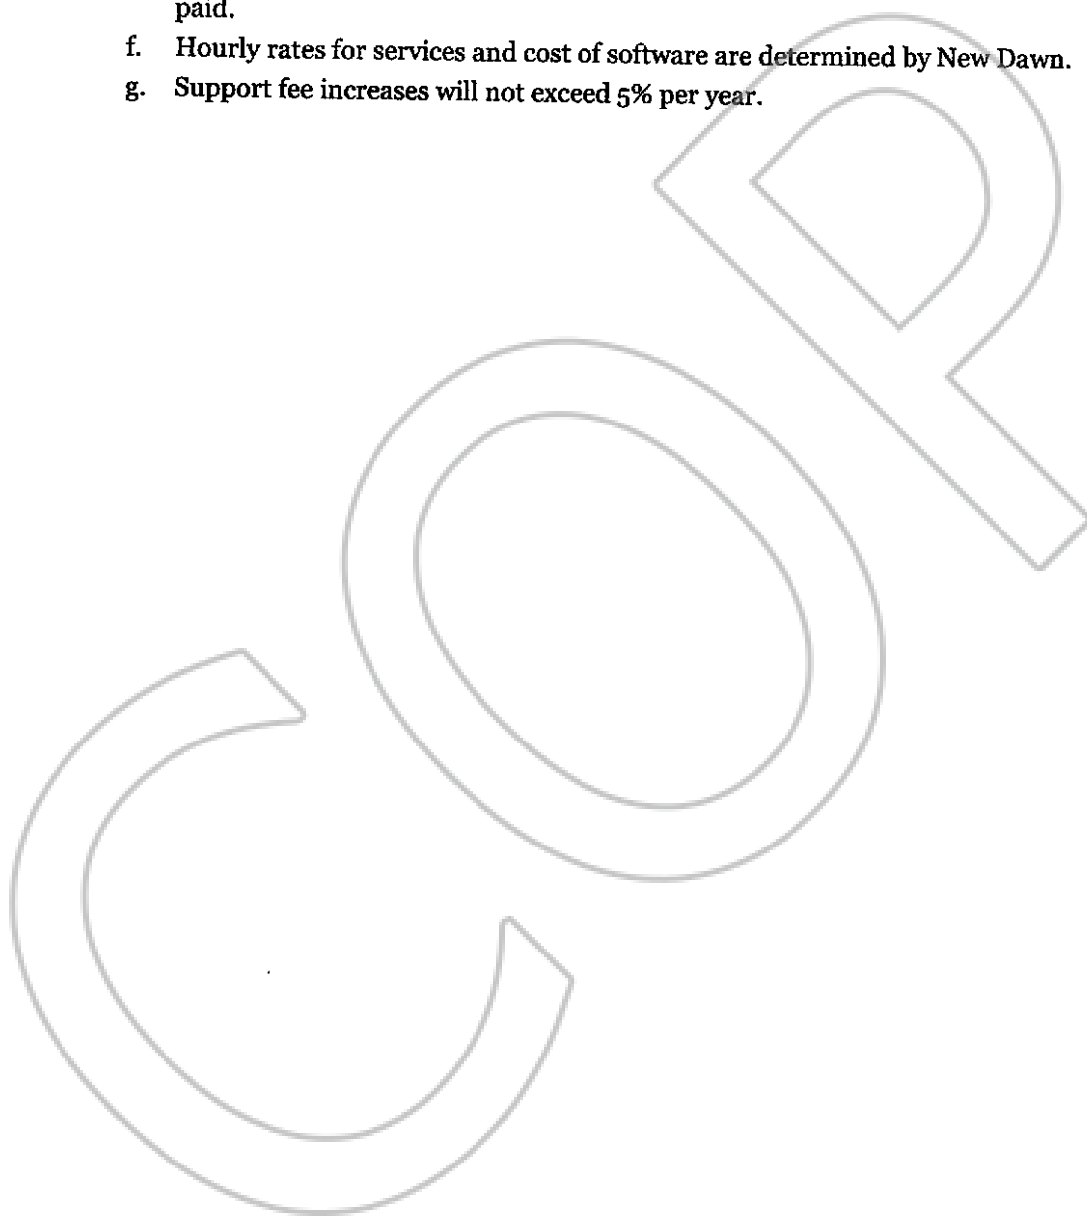 paid.
f. Hourly rates for services and cost of software are determined by New Dawn.
g. Support fee increases will not exceed 5% per year.
COP